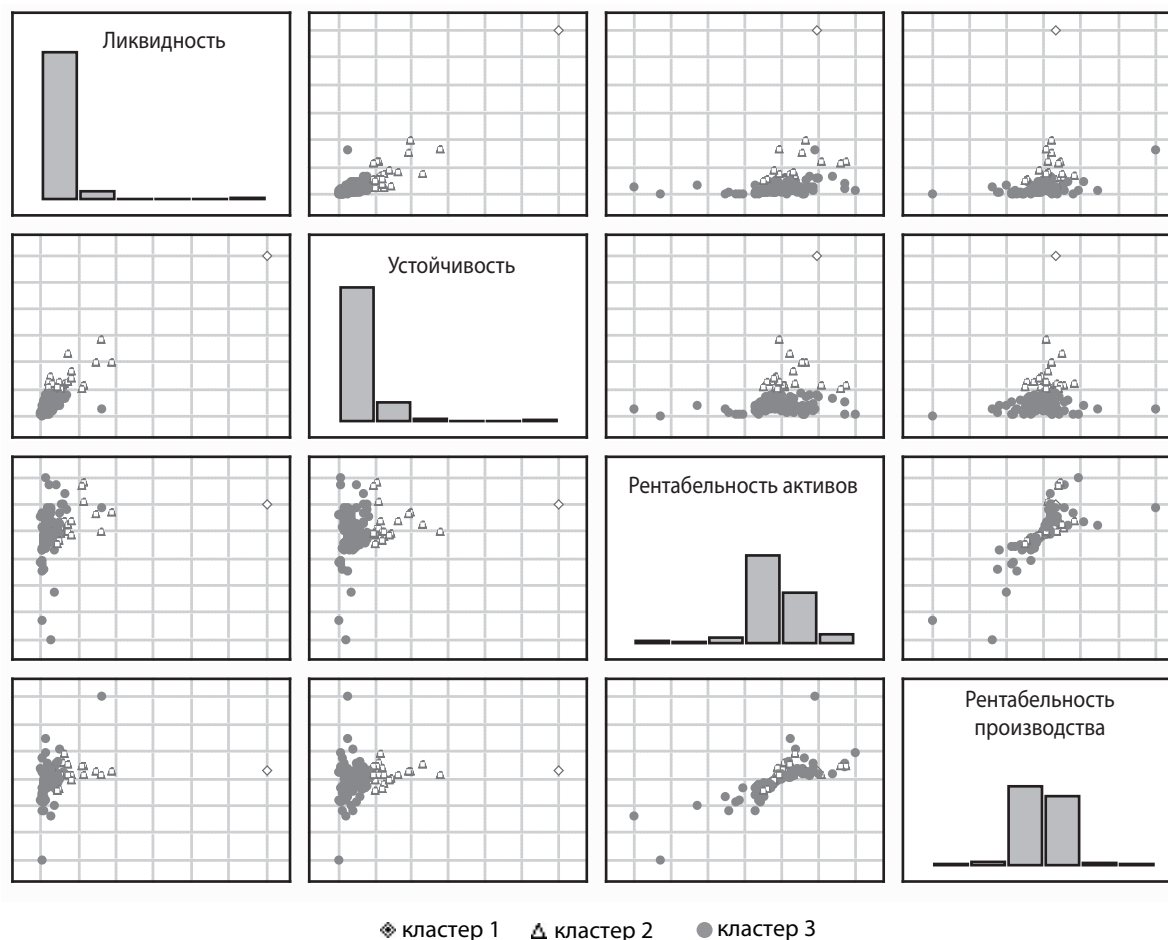 Ликвидность
Устойчивость
Рентабельность активов
Рентабельность
производства
кластер 1 кластер 2 кластер 3